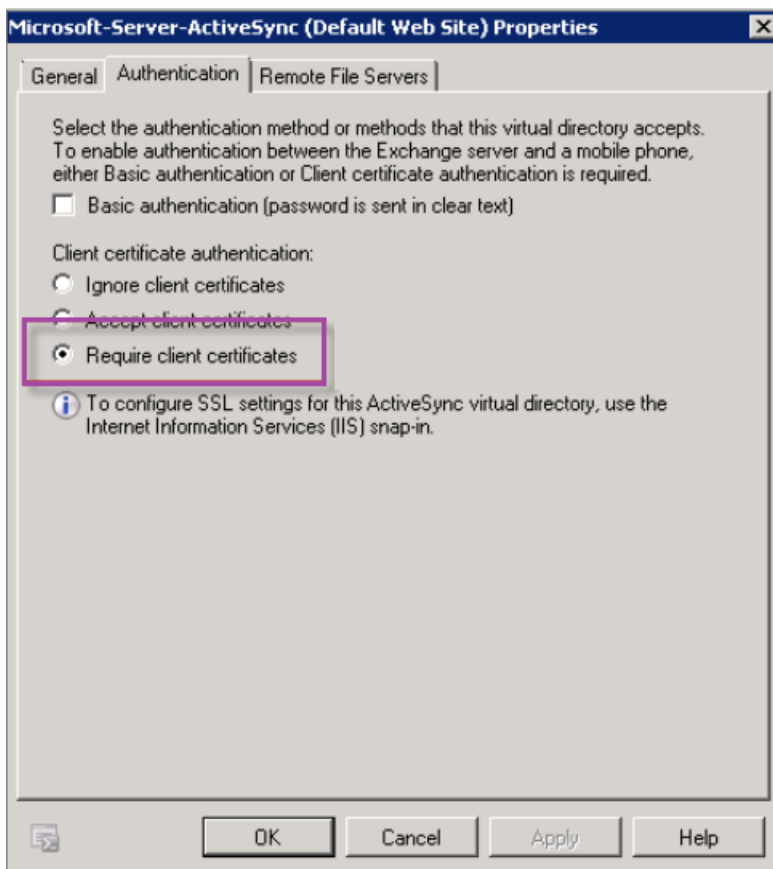 Microsoft-Server-ActiveSync (Default Web Site) Properties
General Authentication Remote File Servers
Select the authentication method or methods that this virtual directory accepts.
To enable authentication between the Exchange server and a mobile phone,
either Basic authentication or Client certificate authentication is required.
Basic authentication (password is sent in clear text)
Client certificate authentication:
Ignore client certificates
Accept client certificates
Require client certificates
To configure SSL settings for this ActiveSync virtual directory, use the
Internet Information Services (IIS) snap-in.
OK Cancel Apply Help